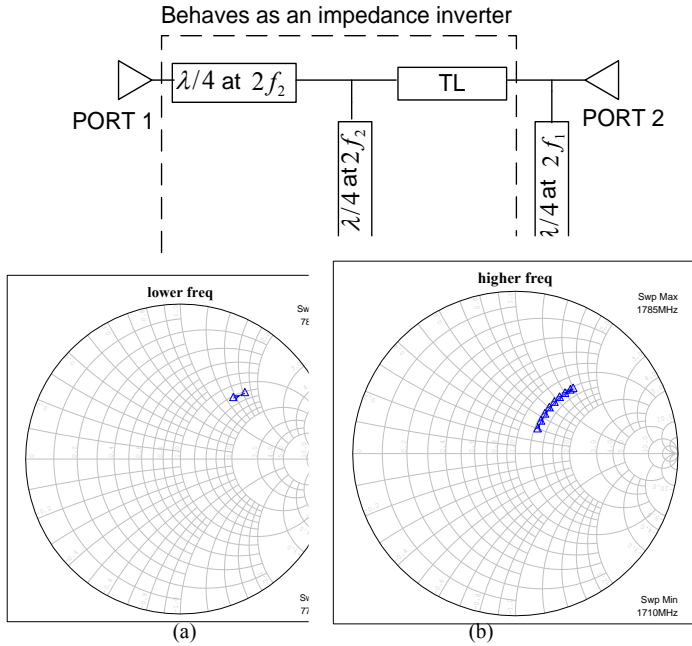 Behaves as an impedance inverter
λ/4 at 2f₂
TL
PORT 1
PORT 2
λ/4 at 2f₂
λ/4 at 2f₁
lower freq
higher freq
Swp Max
1785MHz
Swp Min
1710MHz
(a)
(b)